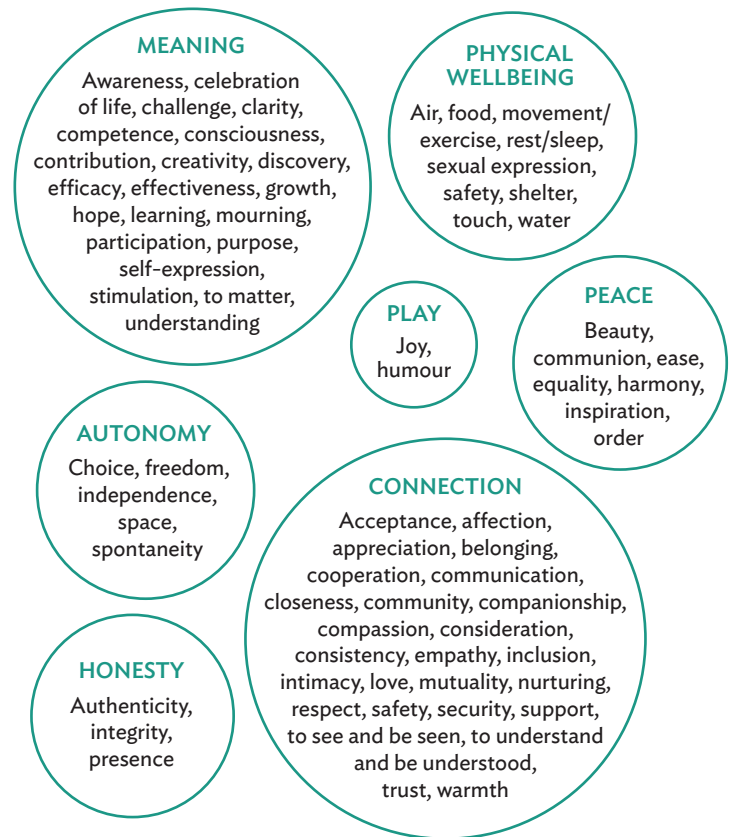 MEANING
Awareness, celebration
of life, challenge, clarity,
competence, consciousness,
contribution, creativity, discovery,
efficacy, effectiveness, growth,
hope, learning, mourning,
participation, purpose,
self-expression,
stimulation, to matter,
understanding
PHYSICAL
WELLBEING
Air, food, movement/
exercise, rest/sleep,
sexual expression,
safety, shelter,
touch, water
PLAY
Joy,
humour
PEACE
Beauty,
communion, ease,
equality, harmony,
inspiration,
order
AUTONOMY
Choice, freedom,
independence,
space,
spontaneity
CONNECTION
Acceptance, affection,
appreciation, belonging,
cooperation, communication,
closeness, community, companionship,
compassion, consideration,
consistency, empathy, inclusion,
intimacy, love, mutuality, nurturing,
respect, safety, security, support,
to see and be seen, to understand
and be understood,
trust, warmth
HONESTY
Authenticity,
integrity,
presence